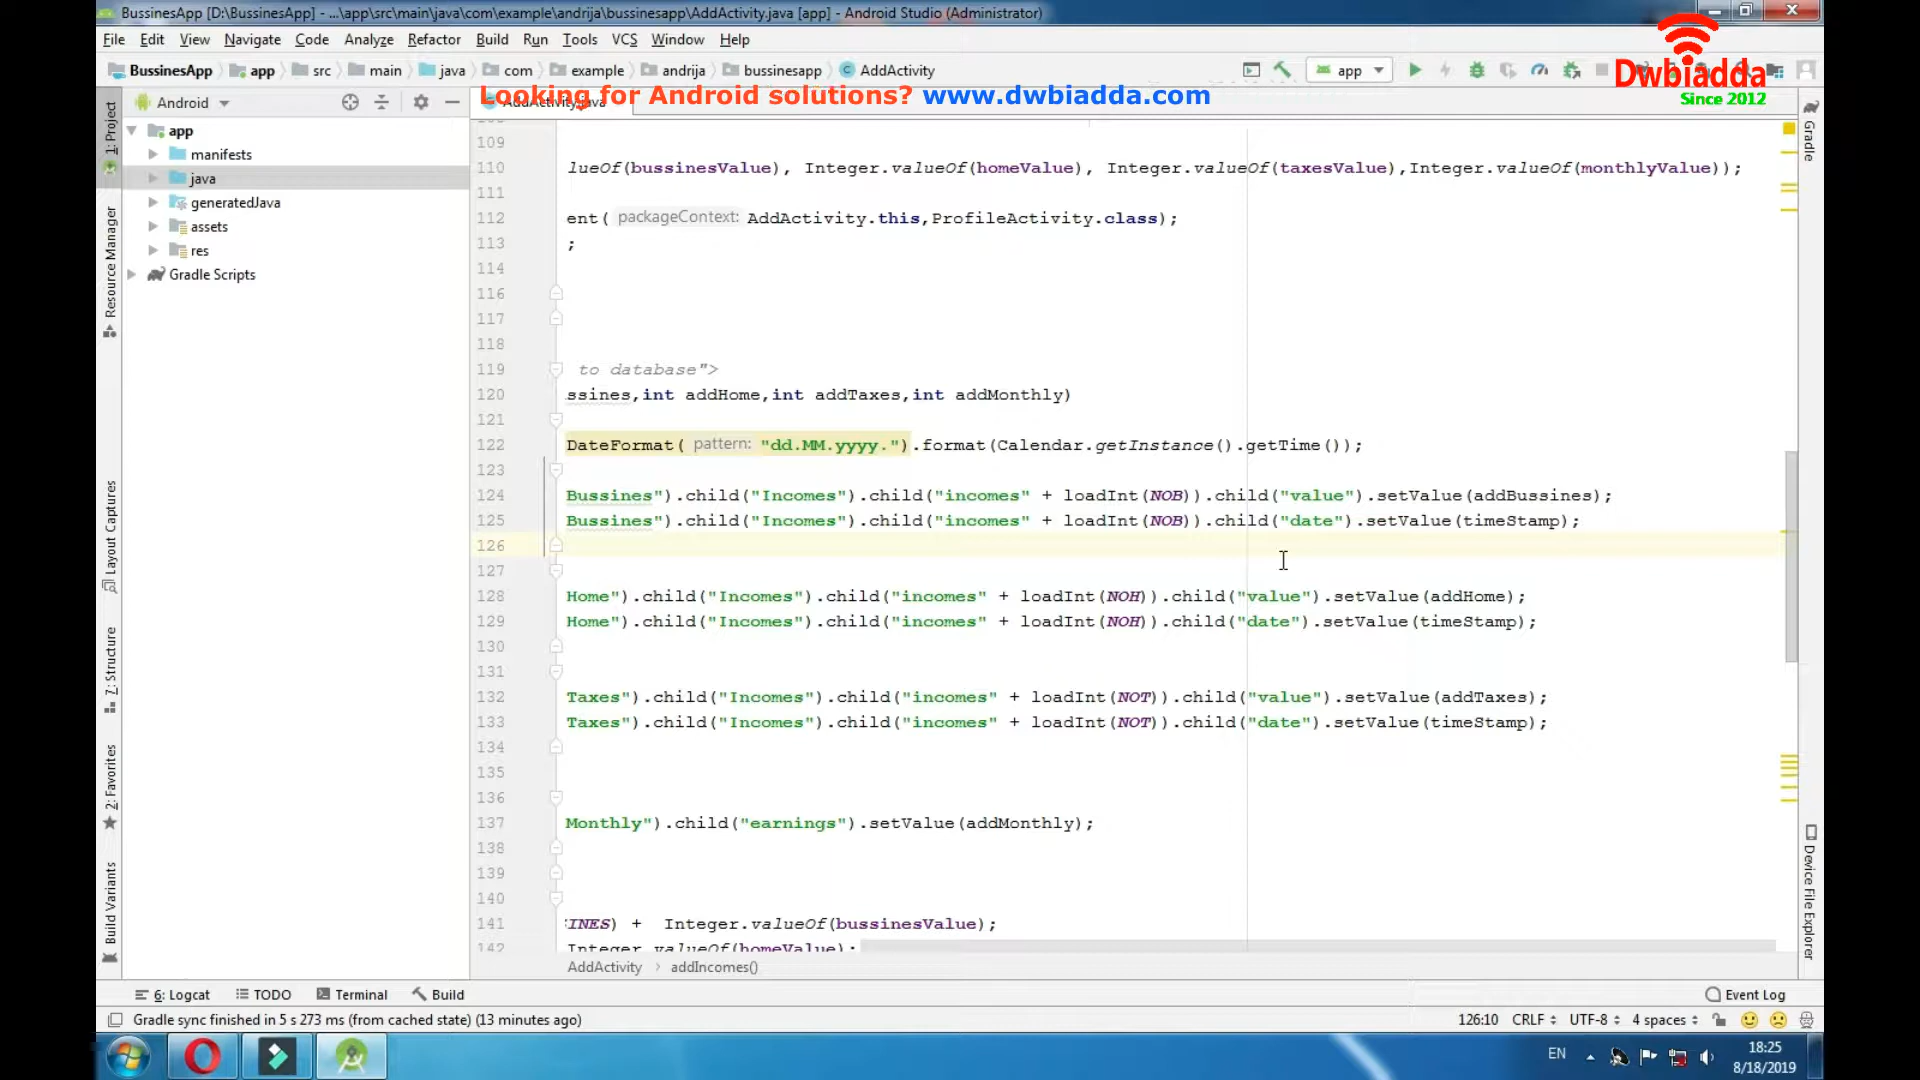 BussinesApp [D:\BussinesApp] - ...\app\src\main\java\com\example\andrija\bussinesapp\AddActivity.java [app] - Android Studio (Administrator)
File Edit View Navigate Code Analyze Refactor Build Run Tools VCS Window Help
BussinesApp app src main java com example andrija bussinesapp AddActivity app
Dwbiadda
Since 2012
Looking for Android solutions? www.dwbiadda.com
Android
AddActivity.java
1: Project
Resource Manager
Layout Captures
7: Structure
2: Favorites
Build Variants
app
manifests
java
generatedJava
assets
res
Gradle Scripts
109
110 lueOf(bussinesValue), Integer.valueOf(homeValue), Integer.valueOf(taxesValue),Integer.valueOf(monthlyValue));
111
112 ent( packageContext: AddActivity.this,ProfileActivity.class);
113 ;
114
116
117
118
119 to database">
120 ssines,int addHome,int addTaxes,int addMonthly)
121
122 DateFormat( pattern: "dd.MM.yyyy.").format(Calendar.getInstance().getTime());
123
124 Bussines").child("Incomes").child("incomes" + loadInt(NOB)).child("value").setValue(addBussines);
125 Bussines").child("Incomes").child("incomes" + loadInt(NOB)).child("date").setValue(timeStamp);
126
127
128 Home").child("Incomes").child("incomes" + loadInt(NOH)).child("value").setValue(addHome);
129 Home").child("Incomes").child("incomes" + loadInt(NOH)).child("date").setValue(timeStamp);
130
131
132 Taxes").child("Incomes").child("incomes" + loadInt(NOT)).child("value").setValue(addTaxes);
133 Taxes").child("Incomes").child("incomes" + loadInt(NOT)).child("date").setValue(timeStamp);
134
135
136
137 Monthly").child("earnings").setValue(addMonthly);
138
139
140
141 INES) + Integer.valueOf(bussinesValue);
142 Integer.valueOf(homeValue);
AddActivity addIncomes()
Gradle
Device File Explorer
6: Logcat TODO Terminal Build Event Log
Gradle sync finished in 5 s 273 ms (from cached state) (13 minutes ago) 126:10 CRLF UTF-8 4 spaces
EN 18:25
8/18/2019